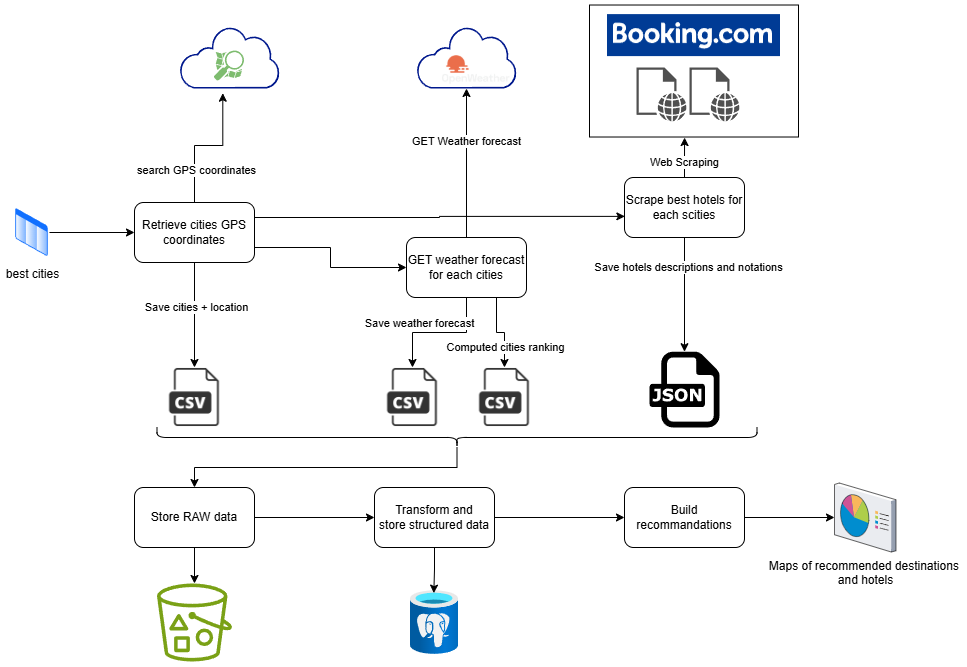 Booking.com
OpenWeather
GET Weather forecast
Web Scraping
search GPS coordinates
Retrieve cities GPS
coordinates
Scrape best hotels for
each scities
best cities
GET weather forecast
for each cities
Save hotels descriptions and notations
Save cities + location
Save weather forecast
Computed cities ranking
CSV
CSV
CSV
JSON
Store RAW data
Transform and
store structured data
Build
recommandations
Maps of recommended destinations
and hotels